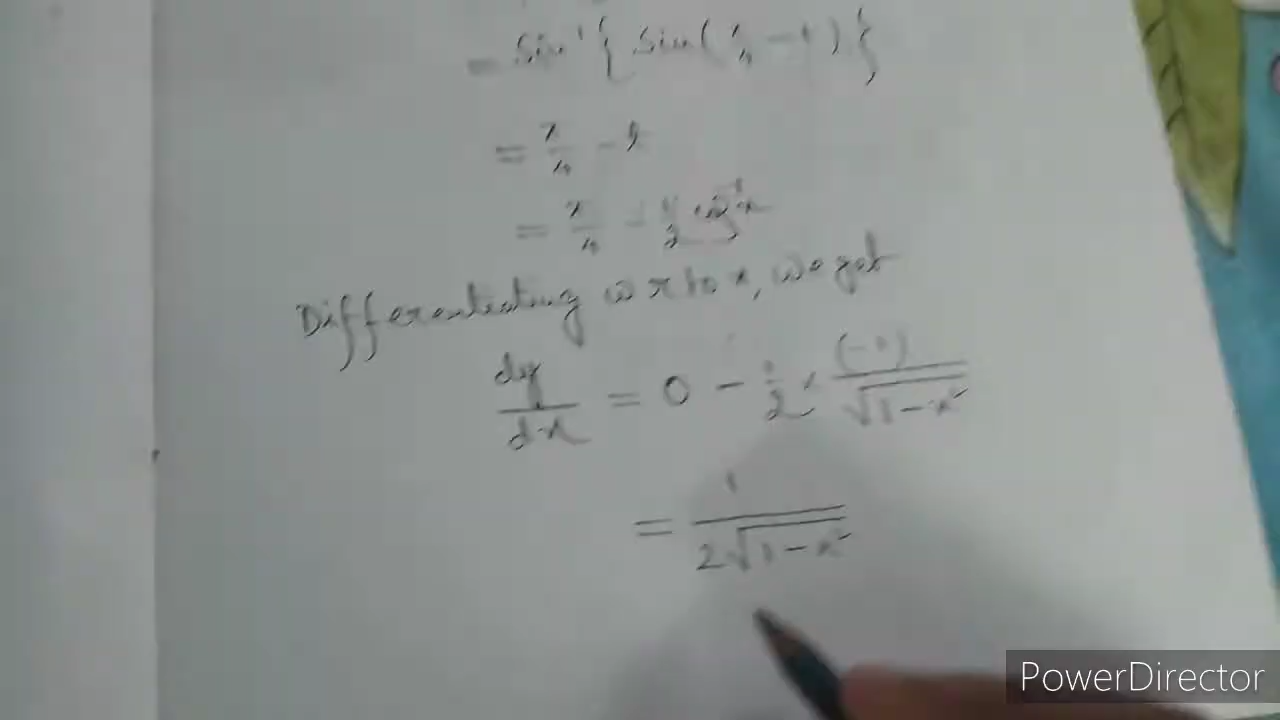 = Sin⁻¹{ Sin(π/4 - t) }
= π/4 - t
= π/4 - 1/2 cos⁻¹x
Differentiating w r to x, we get
dy/dx = 0 - 1/2 × (-1)/√1-x²
= 1/2√1-x²
PowerDirector